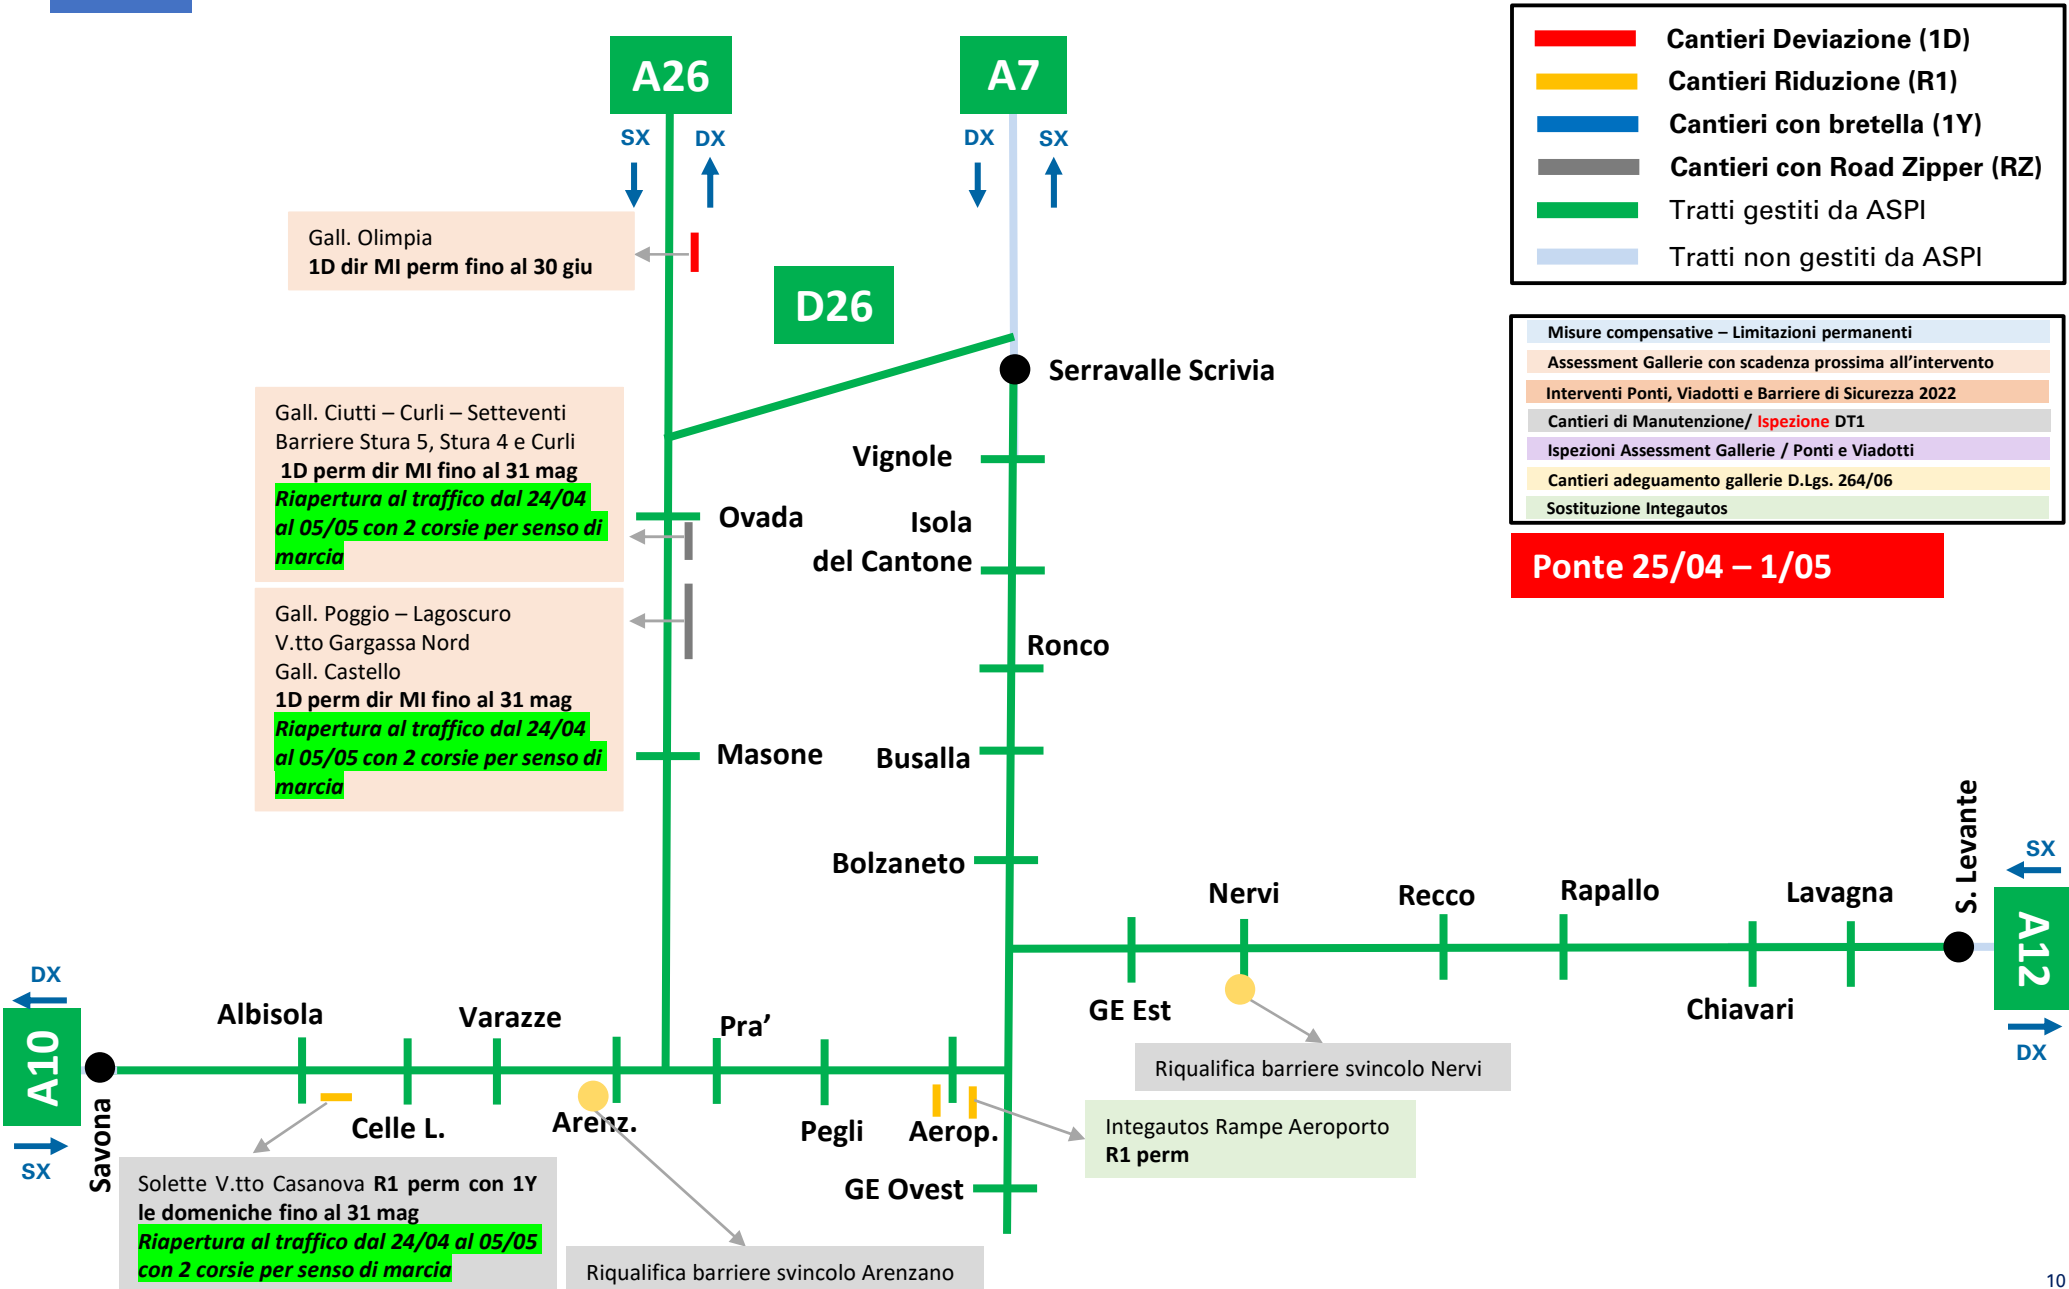 A26
A7
SX
DX
DX
SX
Cantieri Deviazione (1D)
Cantieri Riduzione (R1)
Cantieri con bretella (1Y)
Cantieri con Road Zipper (RZ)
Tratti gestiti da ASPI
Tratti non gestiti da ASPI
Gall. Olimpia
1D dir MI perm fino al 30 giu
D26
Misure compensative – Limitazioni permanenti
Assessment Gallerie con scadenza prossima all'intervento
Interventi Ponti, Viadotti e Barriere di Sicurezza 2022
Cantieri di Manutenzione/ Ispezione DT1
Ispezioni Assessment Gallerie / Ponti e Viadotti
Cantieri adeguamento gallerie D.Lgs. 264/06
Sostituzione Integautos
Ponte 25/04 – 1/05
Serravalle Scrivia
Gall. Ciutti – Curli – Setteventi
Barriere Stura 5, Stura 4 e Curli
1D perm dir MI fino al 31 mag
Riapertura al traffico dal 24/04
al 05/05 con 2 corsie per senso di
marcia
Vignole
Ovada
Isola
del Cantone
Gall. Poggio – Lagoscuro
V.tto Gargassa Nord
Gall. Castello
1D perm dir MI fino al 31 mag
Riapertura al traffico dal 24/04
al 05/05 con 2 corsie per senso di
marcia
Ronco
Masone
Busalla
Bolzaneto
Nervi
Recco
Rapallo
Lavagna
S. Levante
SX
A12
DX
GE Est
Chiavari
DX
A10
SX
Savona
Albisola
Varazze
Pra'
Celle L.
Arenz.
Pegli
Aerop.
GE Ovest
Riqualifica barriere svincolo Nervi
Integautos Rampe Aeroporto
R1 perm
Solette V.tto Casanova R1 perm con 1Y
le domeniche fino al 31 mag
Riapertura al traffico dal 24/04 al 05/05
con 2 corsie per senso di marcia
Riqualifica barriere svincolo Arenzano
10